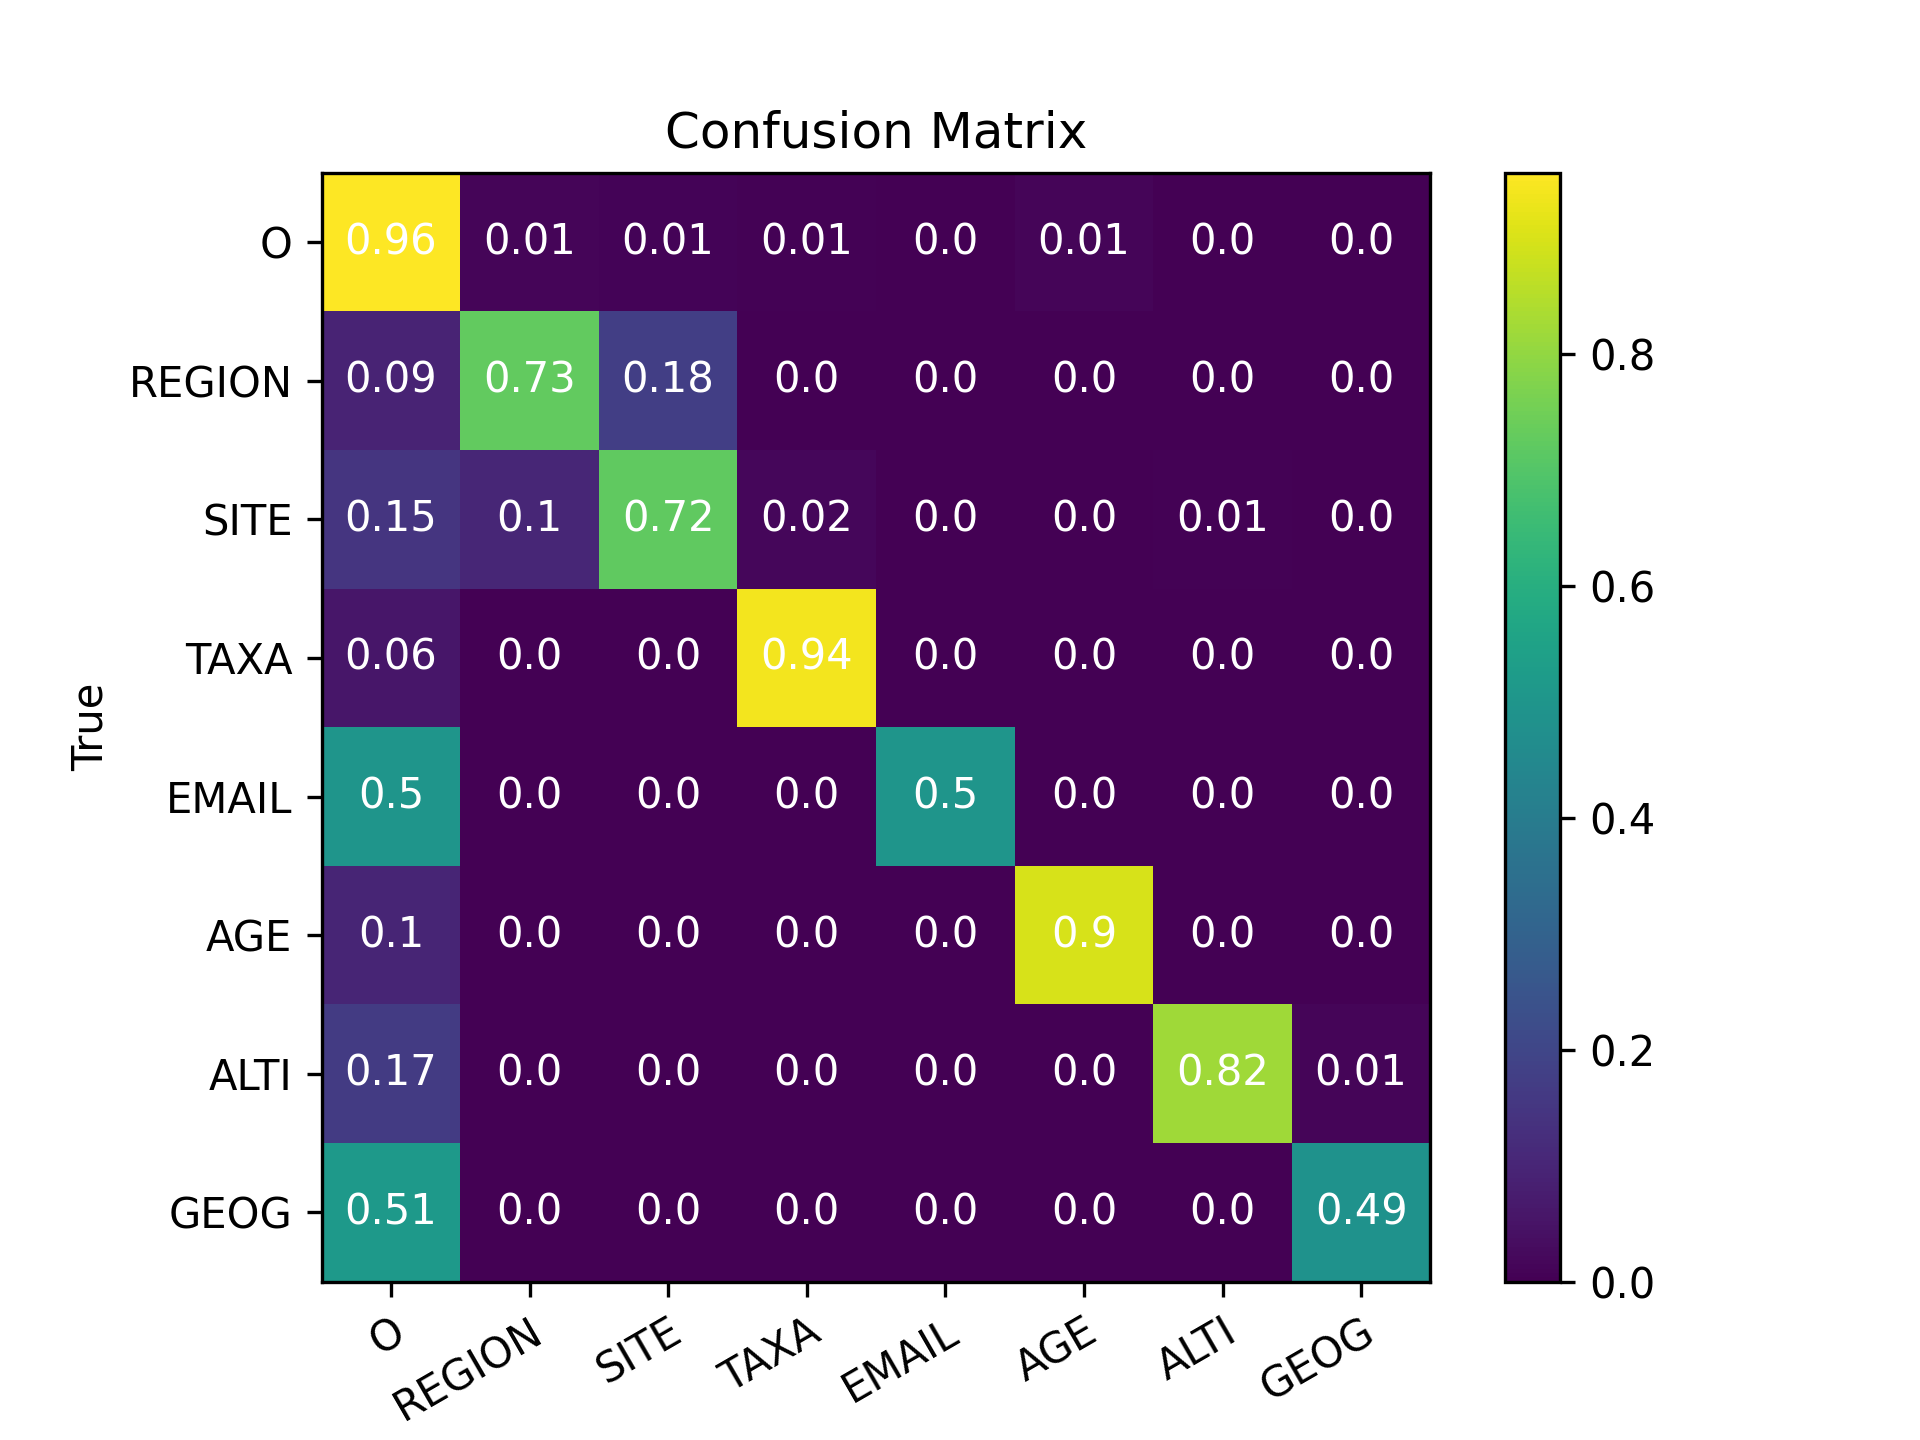 Confusion Matrix
O 0.96 0.01 0.01 0.01 0.0 0.01 0.0 0.0
REGION 0.09 0.73 0.18 0.0 0.0 0.0 0.0 0.0
SITE 0.15 0.1 0.72 0.02 0.0 0.0 0.01 0.0
TAXA 0.06 0.0 0.0 0.94 0.0 0.0 0.0 0.0
EMAIL 0.5 0.0 0.0 0.0 0.5 0.0 0.0 0.0
AGE 0.1 0.0 0.0 0.0 0.0 0.9 0.0 0.0
ALTI 0.17 0.0 0.0 0.0 0.0 0.0 0.82 0.01
GEOG 0.51 0.0 0.0 0.0 0.0 0.0 0.0 0.49
O REGION SITE TAXA EMAIL AGE ALTI GEOG
True
0.8
0.6
0.4
0.2
0.0